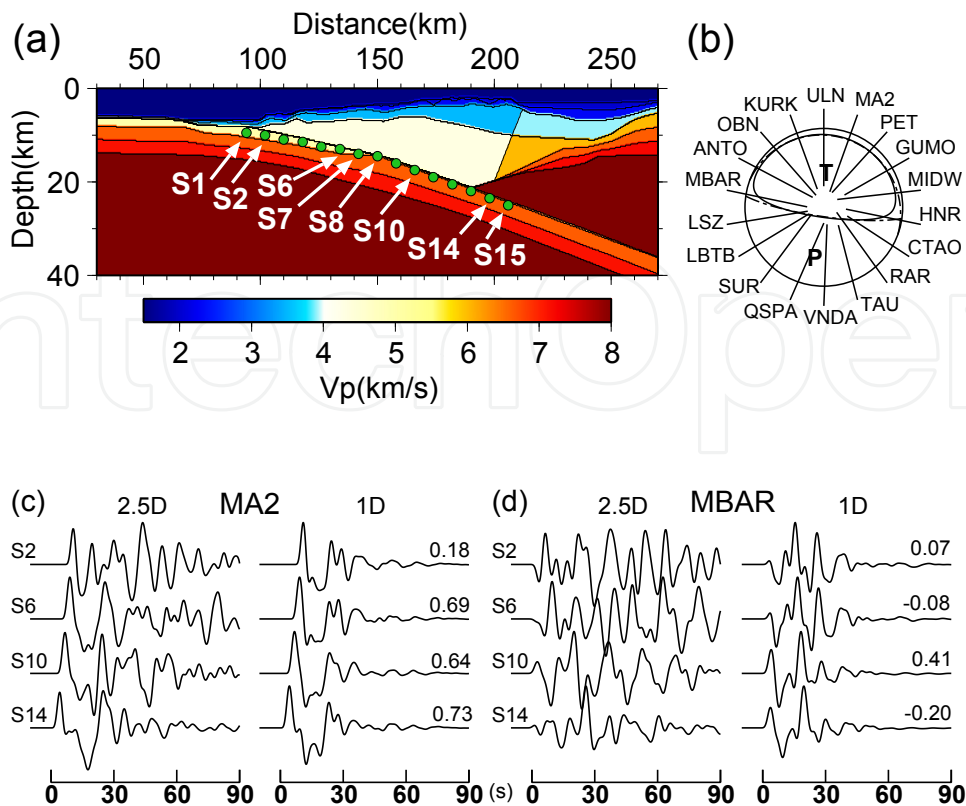 (a)
Distance(km)
50 100 150 200 250
Depth(km)
0
20
40
S1
S2
S6
S7
S8
S10
S14
S15
2 3 4 5 6 7 8
Vp(km/s)
(b)
ULN
KURK
MA2
OBN
PET
ANTO
GUMO
MBAR
MIDW
T
LSZ
HNR
LBTB
CTAO
P
SUR
RAR
QSPA
TAU
VNDA
IntechOpen
(c)
2.5D MA2 1D
S2 0.18
S6 0.69
S10 0.64
S14 0.73
0 30 60 90 0 30 60 90 (s)
(d)
2.5D MBAR 1D
S2 0.07
S6 -0.08
S10 0.41
S14 -0.20
0 30 60 90 0 30 60 90